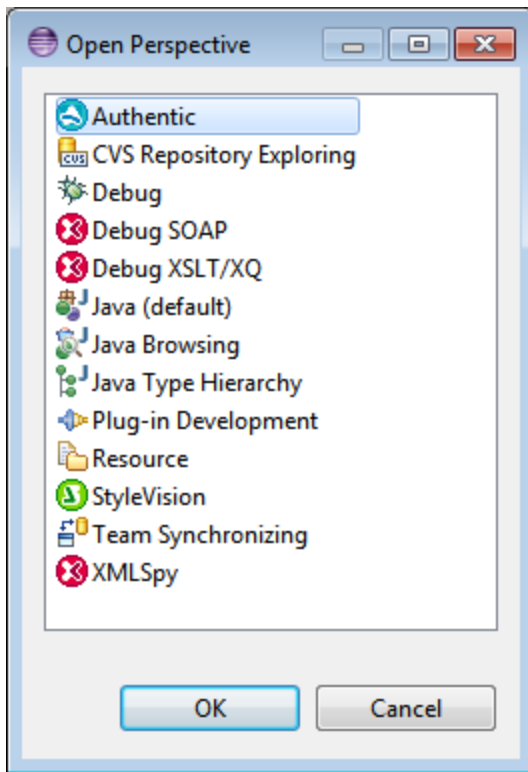 Open Perspective
Authentic
CVS Repository Exploring
Debug
Debug SOAP
Debug XSLT/XQ
Java (default)
Java Browsing
Java Type Hierarchy
Plug-in Development
Resource
StyleVision
Team Synchronizing
XMLSpy
OK Cancel